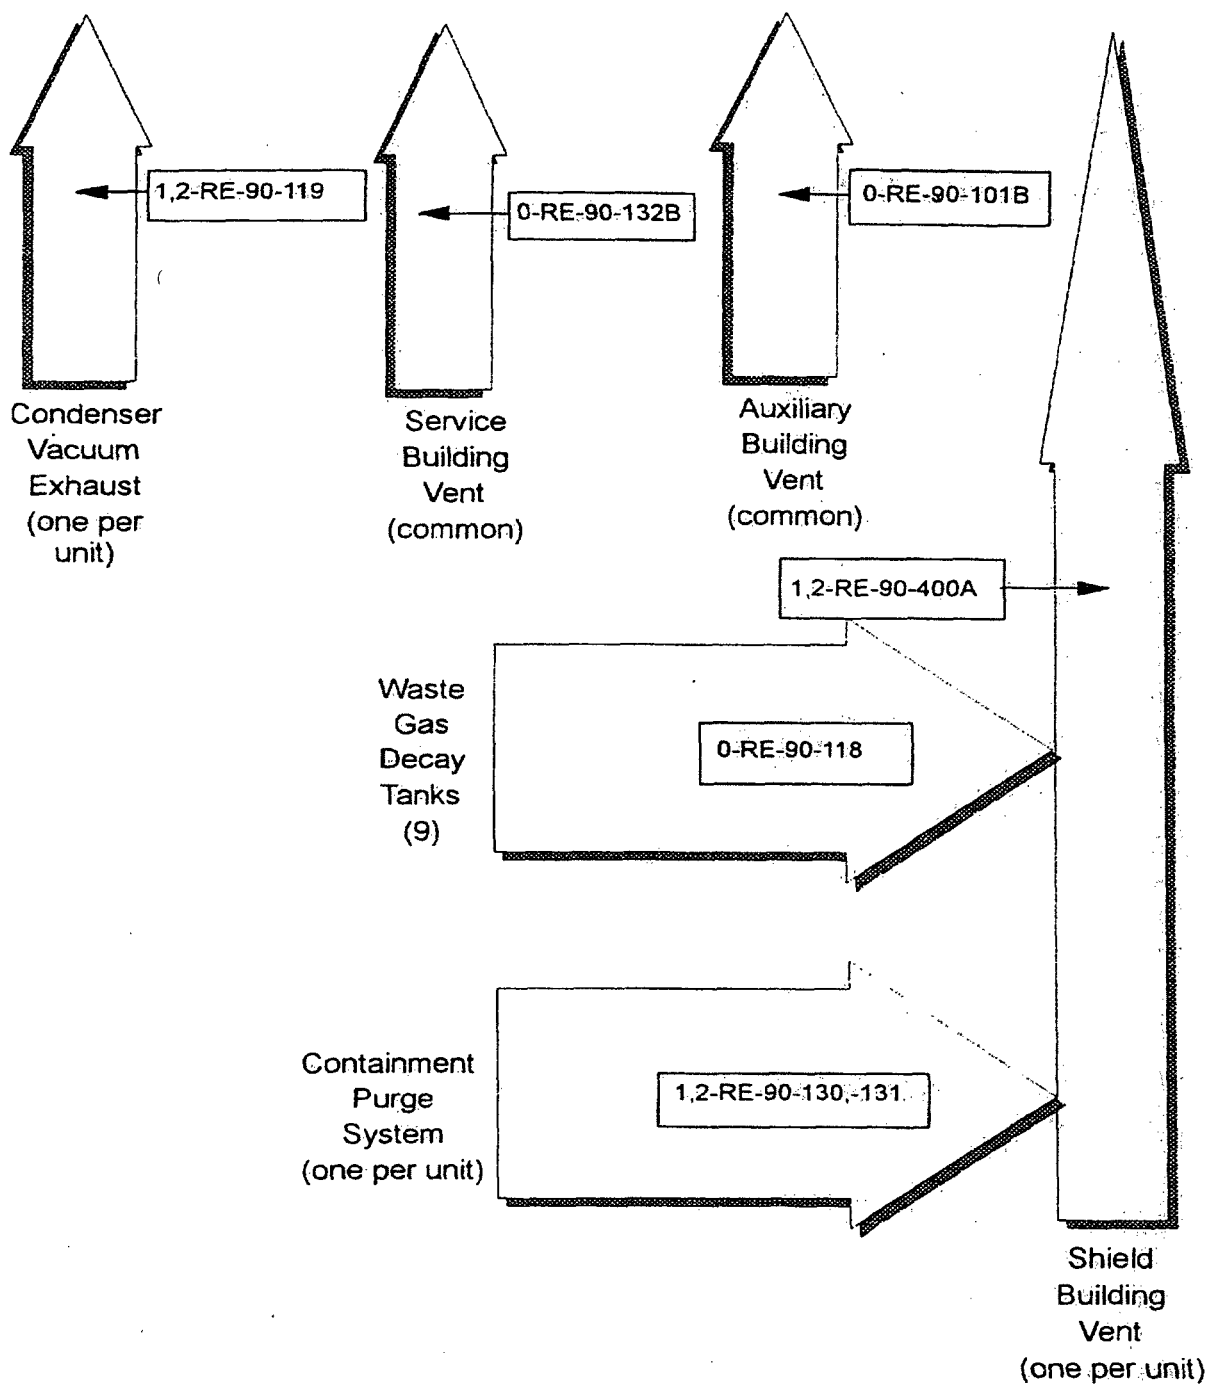 1,2-RE-90-119
0-RE-90-132B
0-RE-90-101B
Condenser
Vacuum
Exhaust
(one per
unit)
Service
Building
Vent
(common)
Auxiliary
Building
Vent
(common)
1,2-RE-90-400A
Waste
Gas
Decay
Tanks
(9)
0-RE-90-118
Containment
Purge
System
(one per unit)
1,2-RE-90-130,-131
Shield
Building
Vent
(one per unit)